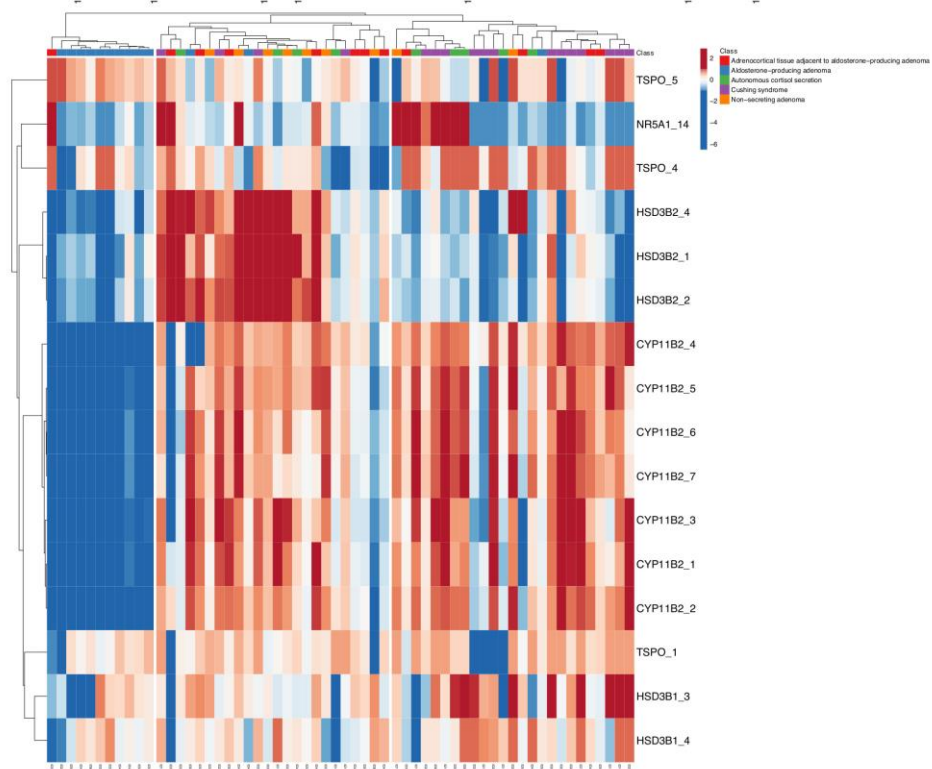 Class
TSPO_5
NR5A1_14
TSPO_4
HSD3B2_4
HSD3B2_1
HSD3B2_2
CYP11B2_4
CYP11B2_5
CYP11B2_6
CYP11B2_7
CYP11B2_3
CYP11B2_1
CYP11B2_2
TSPO_1
HSD3B1_3
HSD3B1_4
2
0
−2
−4
−6
Class
Adrenocortical tissue adjacent to aldosterone−producing adenoma
Aldosterone−producing adenoma
Autonomous cortisol secretion
Cushing syndrome
Non−secreting adenoma